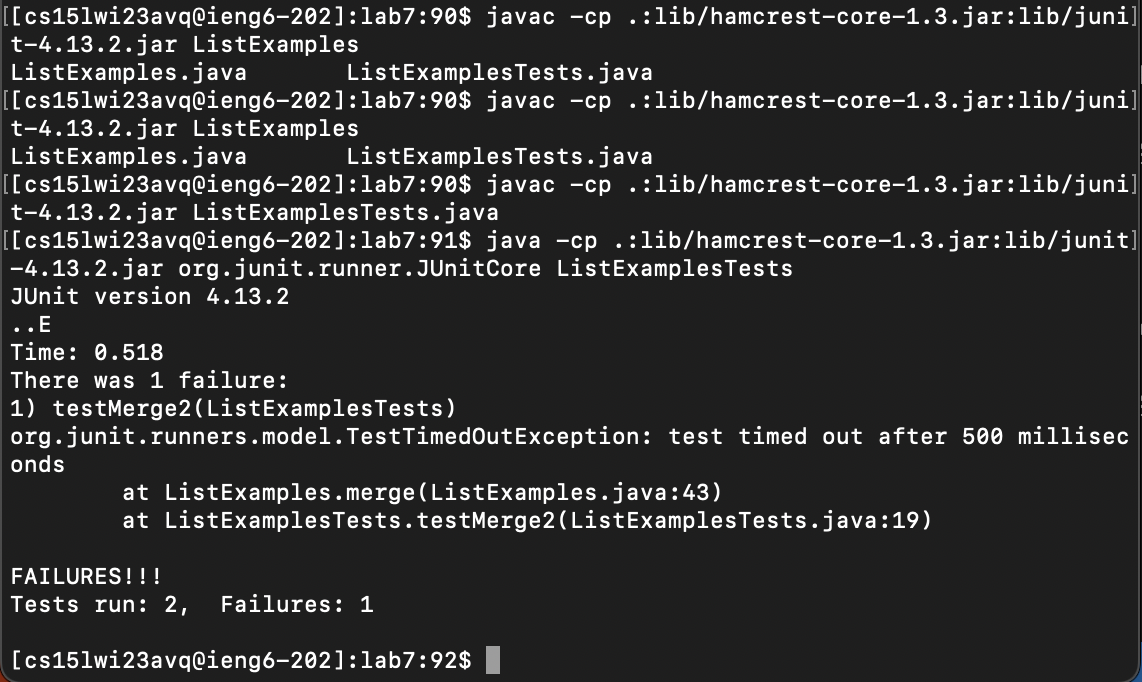 [[cs15lwi23avq@ieng6-202]:lab7:90$ javac -cp .:lib/hamcrest-core-1.3.jar:lib/juni]
t-4.13.2.jar ListExamples
ListExamples.java       ListExamplesTests.java
[[cs15lwi23avq@ieng6-202]:lab7:90$ javac -cp .:lib/hamcrest-core-1.3.jar:lib/juni]
t-4.13.2.jar ListExamples
ListExamples.java       ListExamplesTests.java
[[cs15lwi23avq@ieng6-202]:lab7:90$ javac -cp .:lib/hamcrest-core-1.3.jar:lib/juni]
t-4.13.2.jar ListExamplesTests.java
[[cs15lwi23avq@ieng6-202]:lab7:91$ java -cp .:lib/hamcrest-core-1.3.jar:lib/junit]
-4.13.2.jar org.junit.runner.JUnitCore ListExamplesTests
JUnit version 4.13.2
..E
Time: 0.518
There was 1 failure:
1) testMerge2(ListExamplesTests)
org.junit.runners.model.TestTimedOutException: test timed out after 500 millisec
onds
        at ListExamples.merge(ListExamples.java:43)
        at ListExamplesTests.testMerge2(ListExamplesTests.java:19)

FAILURES!!!
Tests run: 2,  Failures: 1

[cs15lwi23avq@ieng6-202]:lab7:92$